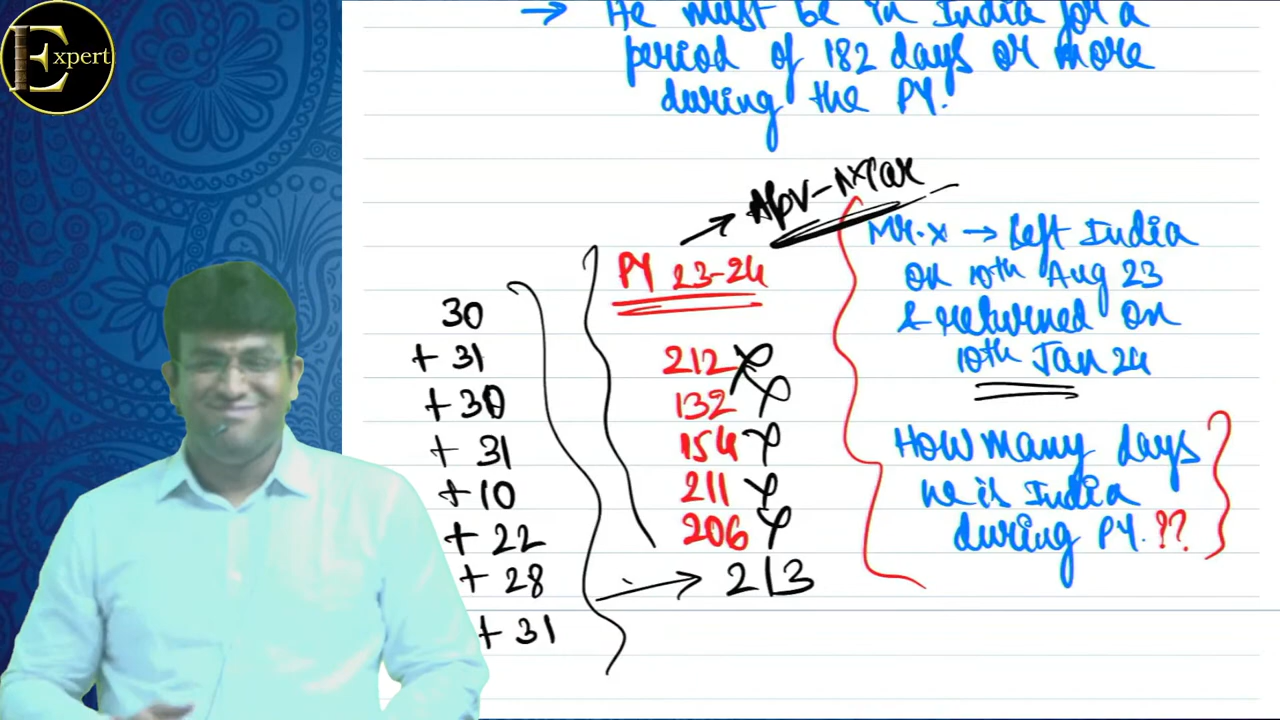 Expert
→ He must be in India for a
period of 182 days or more
during the PY.
→ Apr-Mar
PY 23-24
Mr. X → Left India
on 10th Aug 23
& returned on
10th Jan 24
How many days
he is India
during PY. ??
30
+ 31
+ 30
+ 31
+ 10
+ 22
+ 28
+ 31
212
132
154
211
206
→ 213